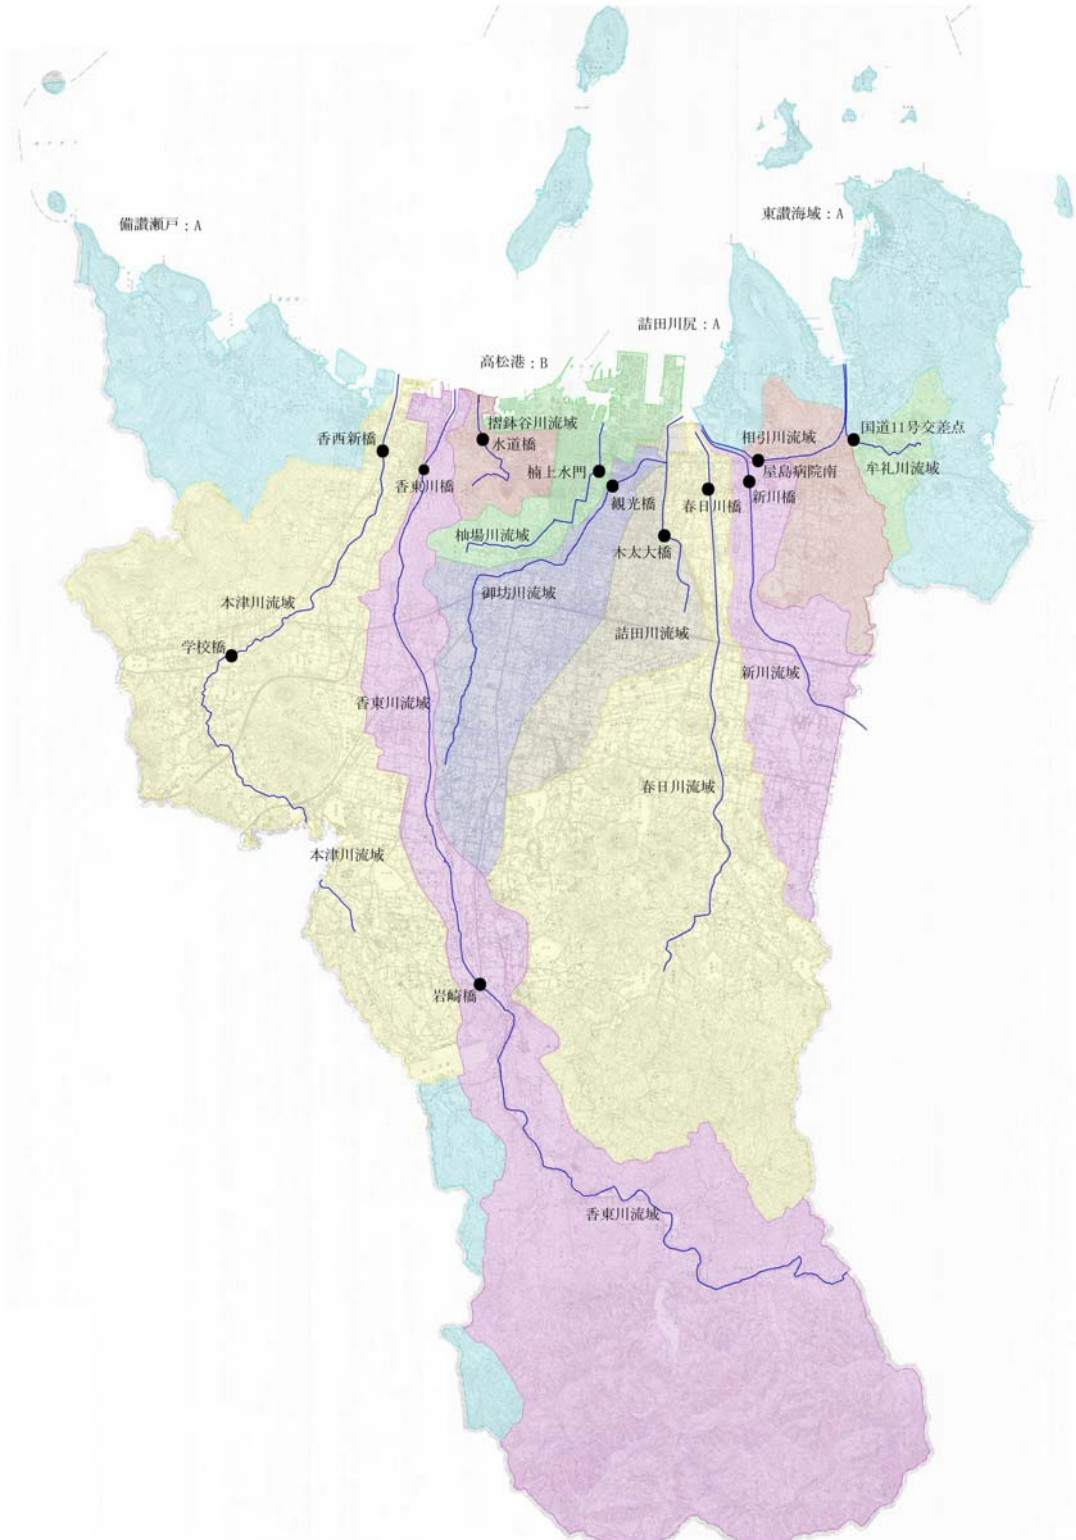 備讃瀬戸：A
東讃海域：A
詰田川尻：A
高松港：B
摺鉢谷川流域
水道橋
香西新橋
香東川橋
楠上水門
観光橋
春日川橋
相引川流域
屋島病院南
新川橋
国道11号交差点
牟礼川流域
杣場川流域
木太大橋
御坊川流域
本津川流域
詰田川流域
学校橋
新川流域
香東川流域
春日川流域
本津川流域
岩崎橋
香東川流域